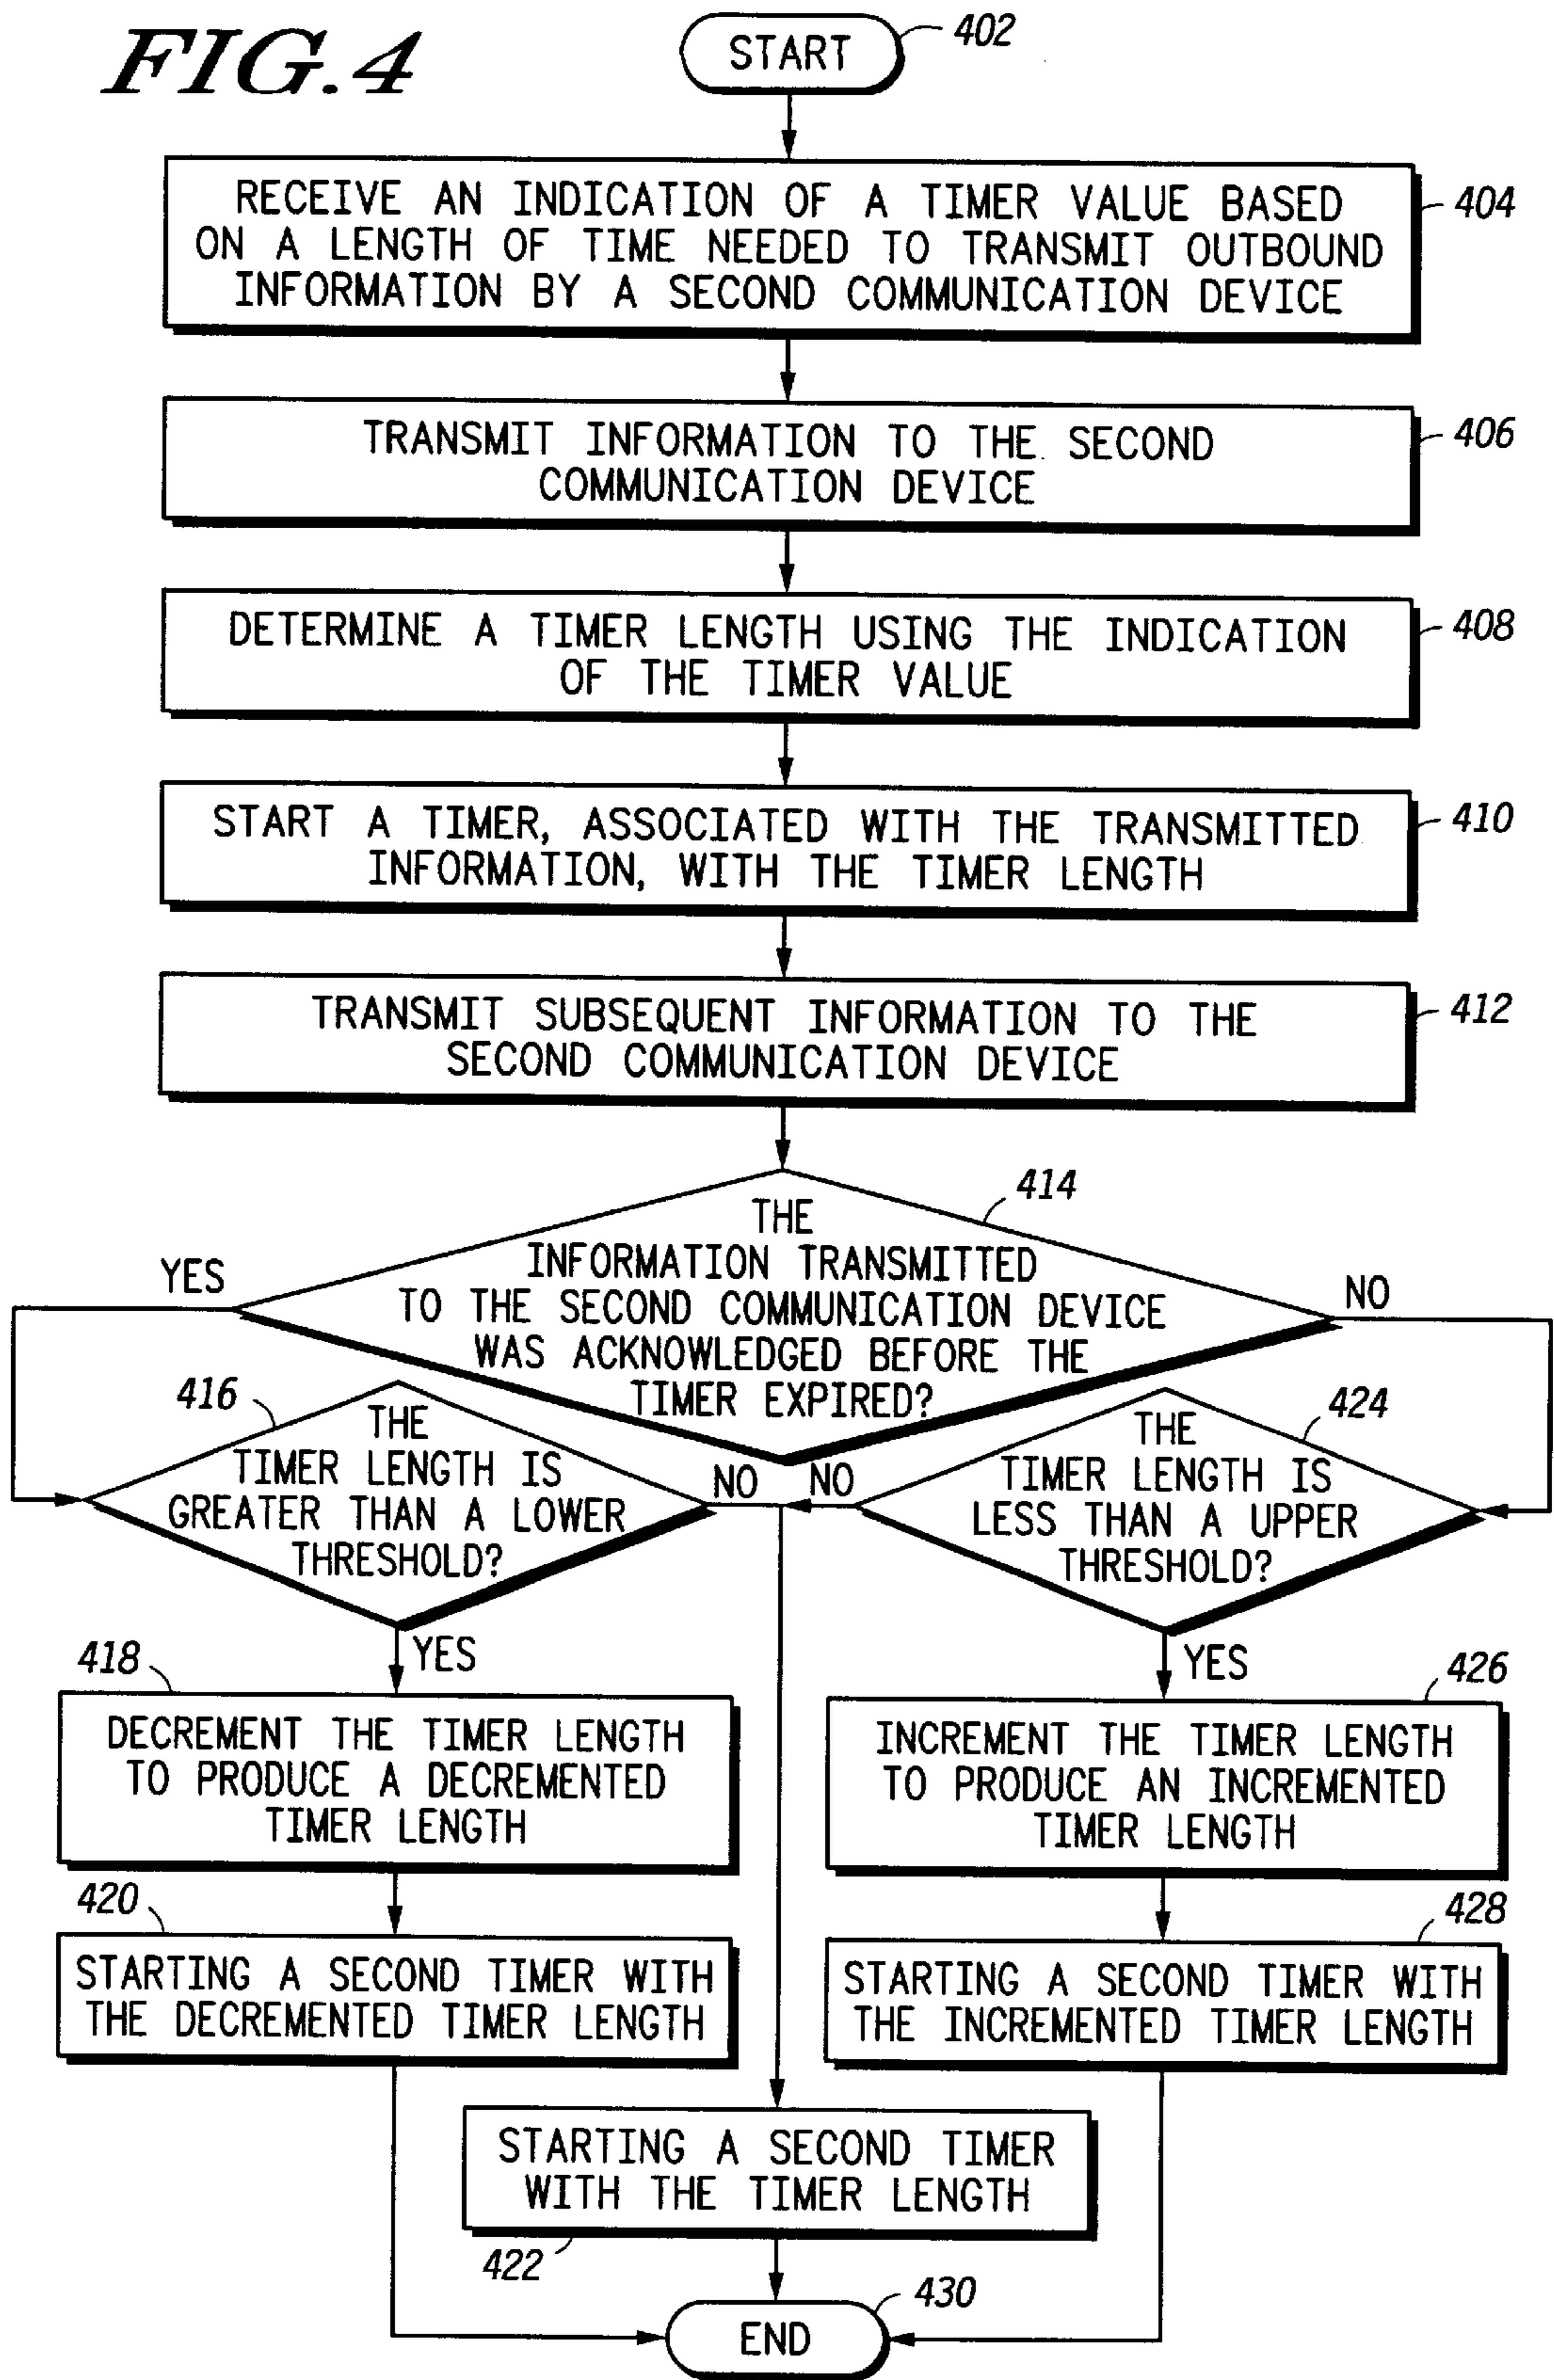 FIG.4
START
402
RECEIVE AN INDICATION OF A TIMER VALUE BASED
ON A LENGTH OF TIME NEEDED TO TRANSMIT OUTBOUND
INFORMATION BY A SECOND COMMUNICATION DEVICE
404
TRANSMIT INFORMATION TO THE SECOND
COMMUNICATION DEVICE
406
DETERMINE A TIMER LENGTH USING THE INDICATION
OF THE TIMER VALUE
408
START A TIMER, ASSOCIATED WITH THE TRANSMITTED
INFORMATION, WITH THE TIMER LENGTH
410
TRANSMIT SUBSEQUENT INFORMATION TO THE
SECOND COMMUNICATION DEVICE
412
414
THE
INFORMATION TRANSMITTED
TO THE SECOND COMMUNICATION DEVICE
WAS ACKNOWLEDGED BEFORE THE
TIMER EXPIRED?
YES
NO
416
THE
TIMER LENGTH IS
GREATER THAN A LOWER
THRESHOLD?
NO
YES
424
THE
TIMER LENGTH IS
LESS THAN A UPPER
THRESHOLD?
NO
YES
418
DECREMENT THE TIMER LENGTH
TO PRODUCE A DECREMENTED
TIMER LENGTH
426
INCREMENT THE TIMER LENGTH
TO PRODUCE AN INCREMENTED
TIMER LENGTH
420
STARTING A SECOND TIMER WITH
THE DECREMENTED TIMER LENGTH
428
STARTING A SECOND TIMER WITH
THE INCREMENTED TIMER LENGTH
STARTING A SECOND TIMER
WITH THE TIMER LENGTH
422
430
END